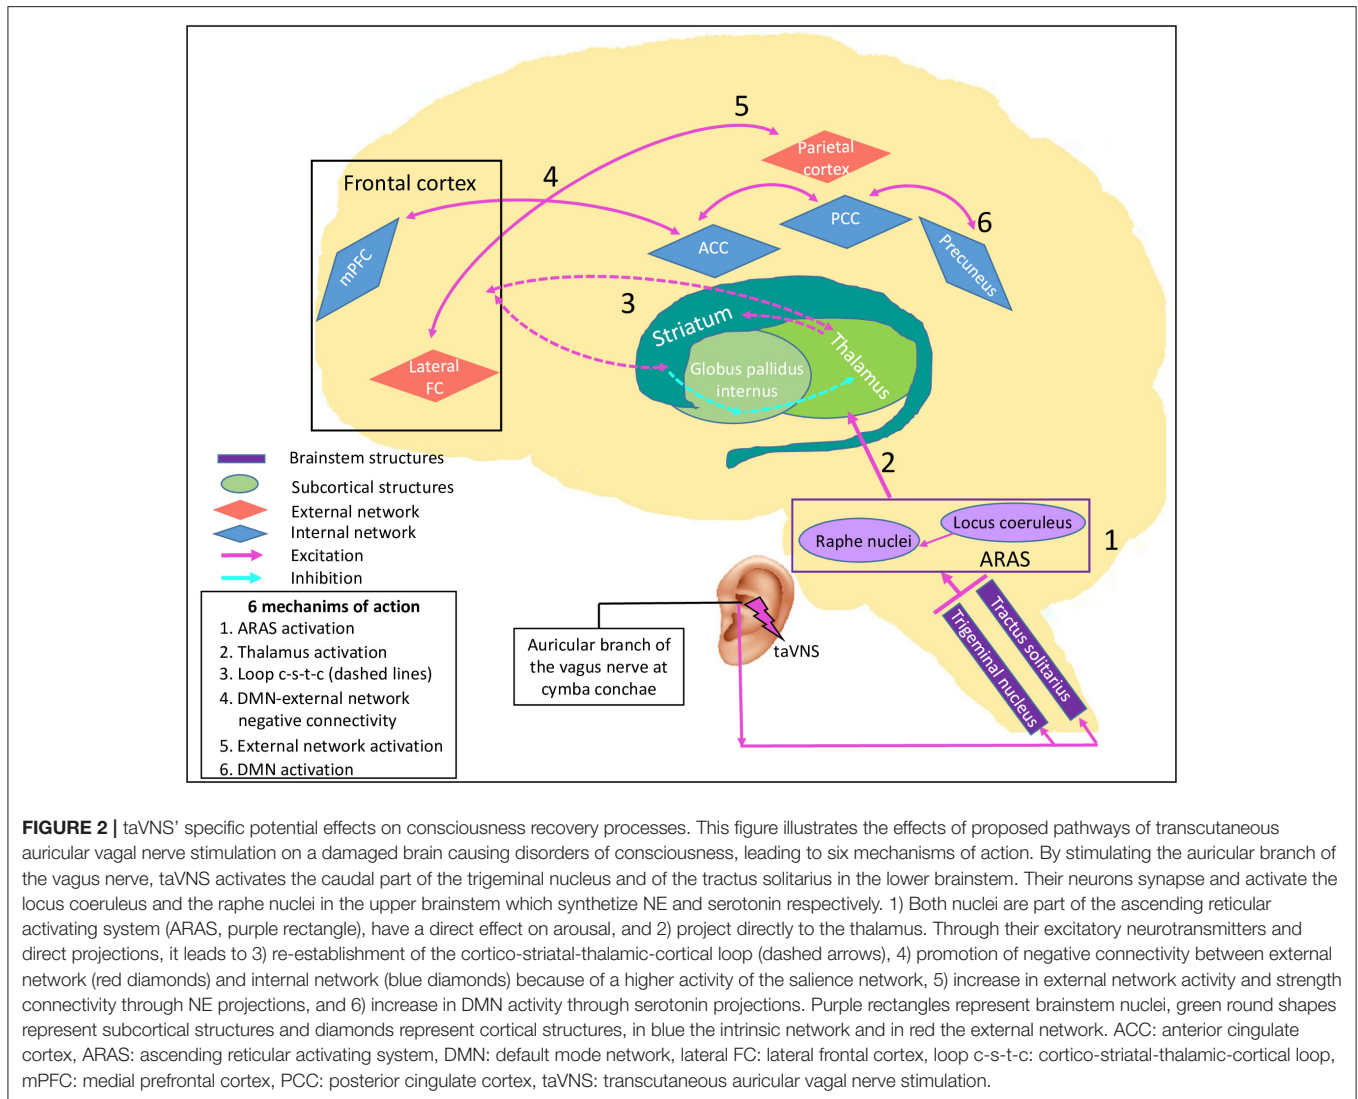 5
Parietal
cortex
4
Frontal cortex
PCC
6
mPFC
ACC
Precuneus
3
Striatum
Thalamus
Lateral
FC
Globus pallidus
internus
2
Brainstem structures
Subcortical structures
External network
Internal network
Excitation
Inhibition
Locus coeruleus
Raphe nuclei
ARAS
1
6 mechanims of action
1. ARAS activation
2. Thalamus activation
3. Loop c-s-t-c (dashed lines)
4. DMN-external network
negative connectivity
5. External network activation
6. DMN activation
Auricular branch of
the vagus nerve at
cymba conchae
taVNS
Trigeminal nucleus
Tractus solitarius
FIGURE 2 | taVNS' specific potential effects on consciousness recovery processes. This figure illustrates the effects of proposed pathways of transcutaneous
auricular vagal nerve stimulation on a damaged brain causing disorders of consciousness, leading to six mechanisms of action. By stimulating the auricular branch of
the vagus nerve, taVNS activates the caudal part of the trigeminal nucleus and of the tractus solitarius in the lower brainstem. Their neurons synapse and activate the
locus coeruleus and the raphe nuclei in the upper brainstem which synthetize NE and serotonin respectively. 1) Both nuclei are part of the ascending reticular
activating system (ARAS, purple rectangle), have a direct effect on arousal, and 2) project directly to the thalamus. Through their excitatory neurotransmitters and
direct projections, it leads to 3) re-establishment of the cortico-striatal-thalamic-cortical loop (dashed arrows), 4) promotion of negative connectivity between external
network (red diamonds) and internal network (blue diamonds) because of a higher activity of the salience network, 5) increase in external network activity and strength
connectivity through NE projections, and 6) increase in DMN activity through serotonin projections. Purple rectangles represent brainstem nuclei, green round shapes
represent subcortical structures and diamonds represent cortical structures, in blue the intrinsic network and in red the external network. ACC: anterior cingulate
cortex, ARAS: ascending reticular activating system, DMN: default mode network, lateral FC: lateral frontal cortex, loop c-s-t-c: cortico-striatal-thalamic-cortical loop,
mPFC: medial prefrontal cortex, PCC: posterior cingulate cortex, taVNS: transcutaneous auricular vagal nerve stimulation.